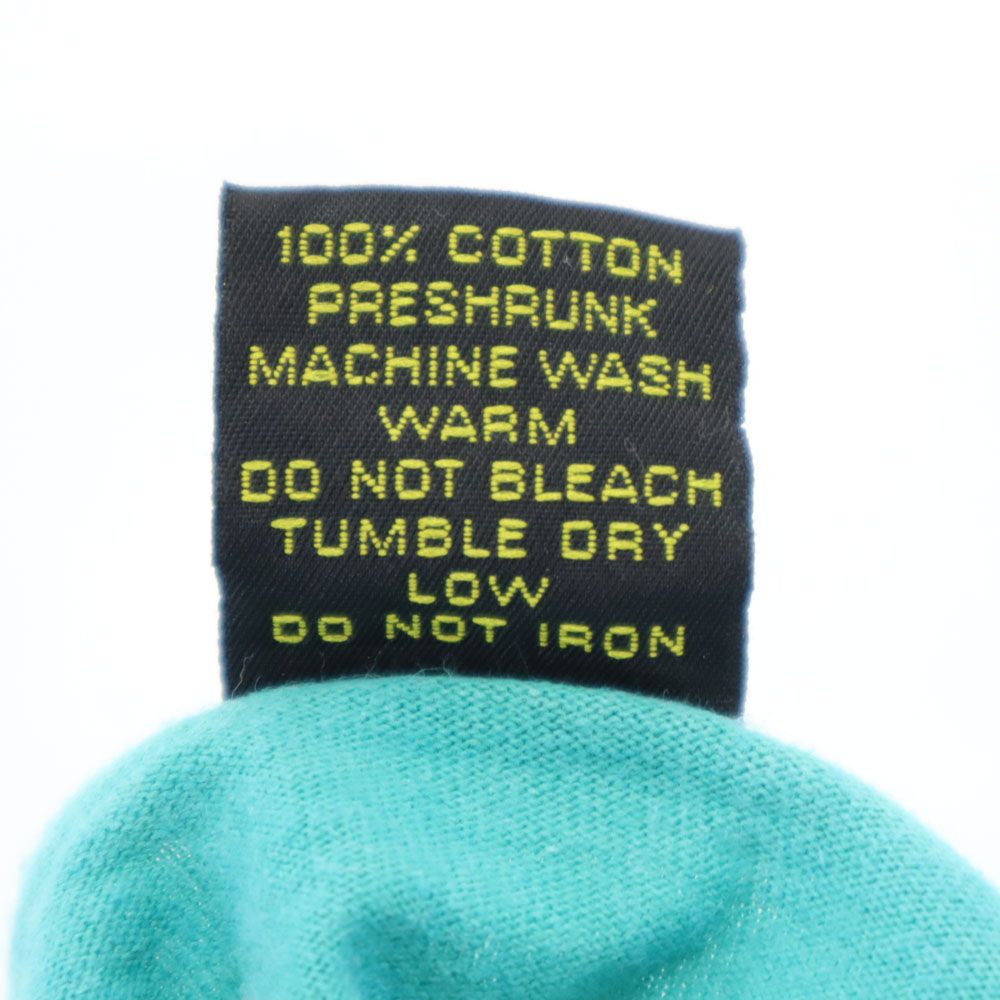 100% COTTON
PRESHRUNK
MACHINE WASH
WARM
DO NOT BLEACH
TUMBLE DRY
LOW
DO NOT IRON